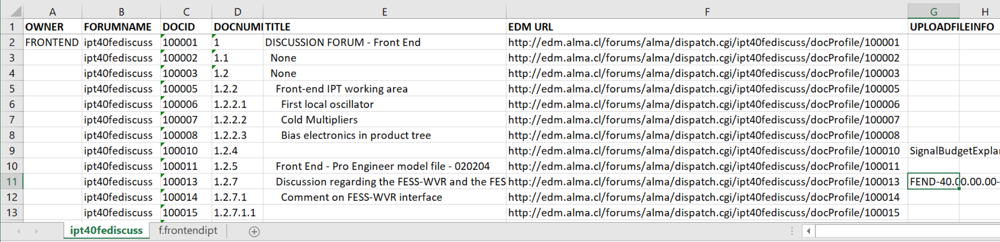 A B C D E F G H
1 OWNER FORUMNAME DOCID DOCNUM TITLE EDM URL UPLOADFILEINFO
2 FRONTEND ipt40fediscuss 100001 1 DISCUSSION FORUM - Front End http://edm.alma.cl/forums/alma/dispatch.cgi/ipt40fediscuss/docProfile/100001
3 ipt40fediscuss 100002 1.1 None http://edm.alma.cl/forums/alma/dispatch.cgi/ipt40fediscuss/docProfile/100002
4 ipt40fediscuss 100003 1.2 None http://edm.alma.cl/forums/alma/dispatch.cgi/ipt40fediscuss/docProfile/100003
5 ipt40fediscuss 100005 1.2.2 Front-end IPT working area http://edm.alma.cl/forums/alma/dispatch.cgi/ipt40fediscuss/docProfile/100005
6 ipt40fediscuss 100006 1.2.2.1 First local oscillator http://edm.alma.cl/forums/alma/dispatch.cgi/ipt40fediscuss/docProfile/100006
7 ipt40fediscuss 100007 1.2.2.2 Cold Multipliers http://edm.alma.cl/forums/alma/dispatch.cgi/ipt40fediscuss/docProfile/100007
8 ipt40fediscuss 100008 1.2.2.3 Bias electronics in product tree http://edm.alma.cl/forums/alma/dispatch.cgi/ipt40fediscuss/docProfile/100008
9 ipt40fediscuss 100010 1.2.4 http://edm.alma.cl/forums/alma/dispatch.cgi/ipt40fediscuss/docProfile/100010 SignalBudgetExpla
10 ipt40fediscuss 100011 1.2.5 Front End - Pro Engineer model file - 020204 http://edm.alma.cl/forums/alma/dispatch.cgi/ipt40fediscuss/docProfile/100011
11 ipt40fediscuss 100013 1.2.7 Discussion regarding the FESS-WVR and the FES http://edm.alma.cl/forums/alma/dispatch.cgi/ipt40fediscuss/docProfile/100013 FEND-40.00.00.00-
12 ipt40fediscuss 100014 1.2.7.1 Comment on FESS-WVR interface http://edm.alma.cl/forums/alma/dispatch.cgi/ipt40fediscuss/docProfile/100014
13 ipt40fediscuss 100015 1.2.7.1.1 http://edm.alma.cl/forums/alma/dispatch.cgi/ipt40fediscuss/docProfile/100015
ipt40fediscuss f.frontendipt